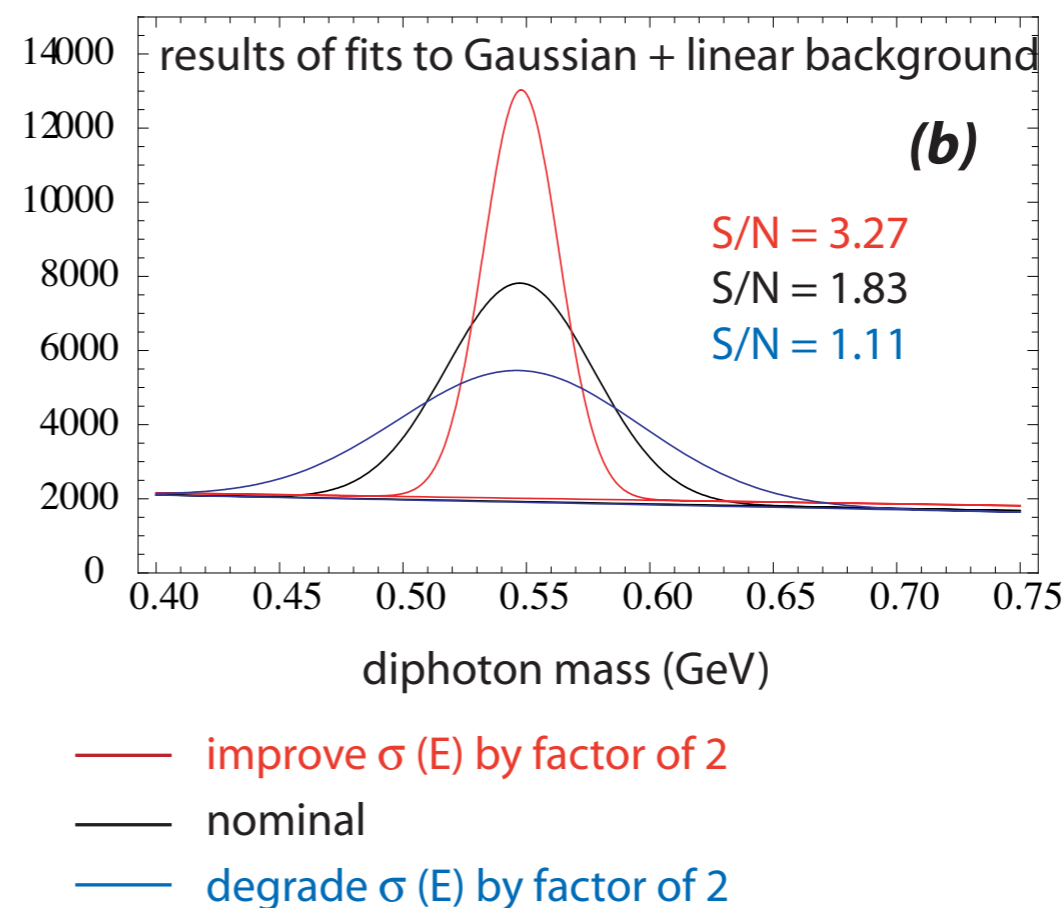 14000
results of fits to Gaussian + linear background
12000
(b)
10000
S/N = 3.27
8000
S/N = 1.83
6000
S/N = 1.11
4000
2000
0
0.40 0.45 0.50 0.55 0.60 0.65 0.70 0.75
diphoton mass (GeV)
improve σ (E) by factor of 2
nominal
degrade σ (E) by factor of 2